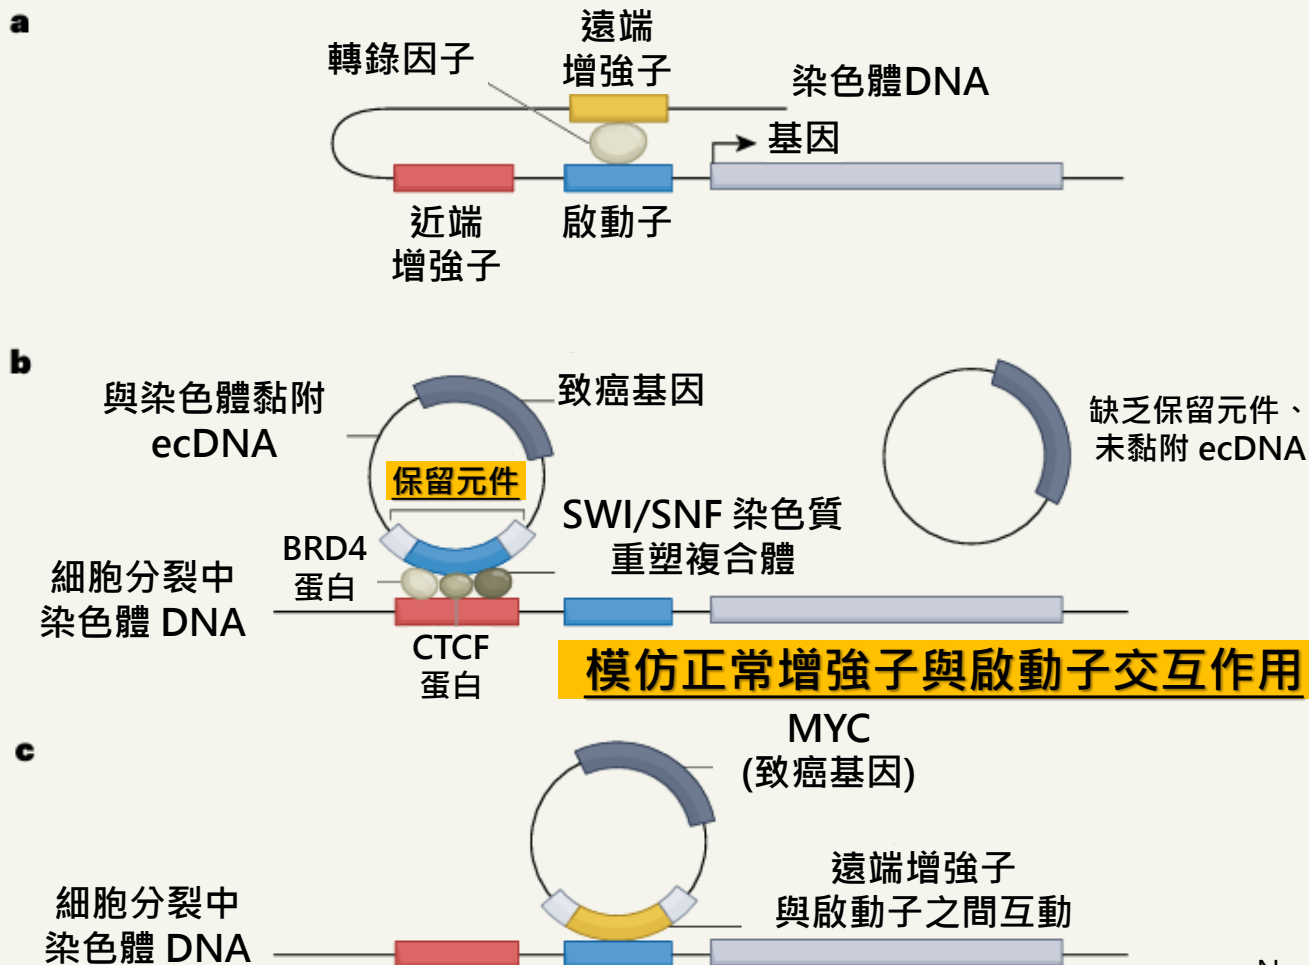 a
遠端
增強子
轉錄因子
染色體DNA
基因
近端
增強子
啟動子
b
與染色體黏附
ecDNA
致癌基因
缺乏保留元件、
未黏附 ecDNA
保留元件
SWI/SNF 染色質
重塑複合體
BRD4
蛋白
細胞分裂中
染色體 DNA
CTCF
蛋白
模仿正常增強子與啟動子交互作用
c
MYC
(致癌基因)
遠端增強子
與啟動子之間互動
細胞分裂中
染色體 DNA